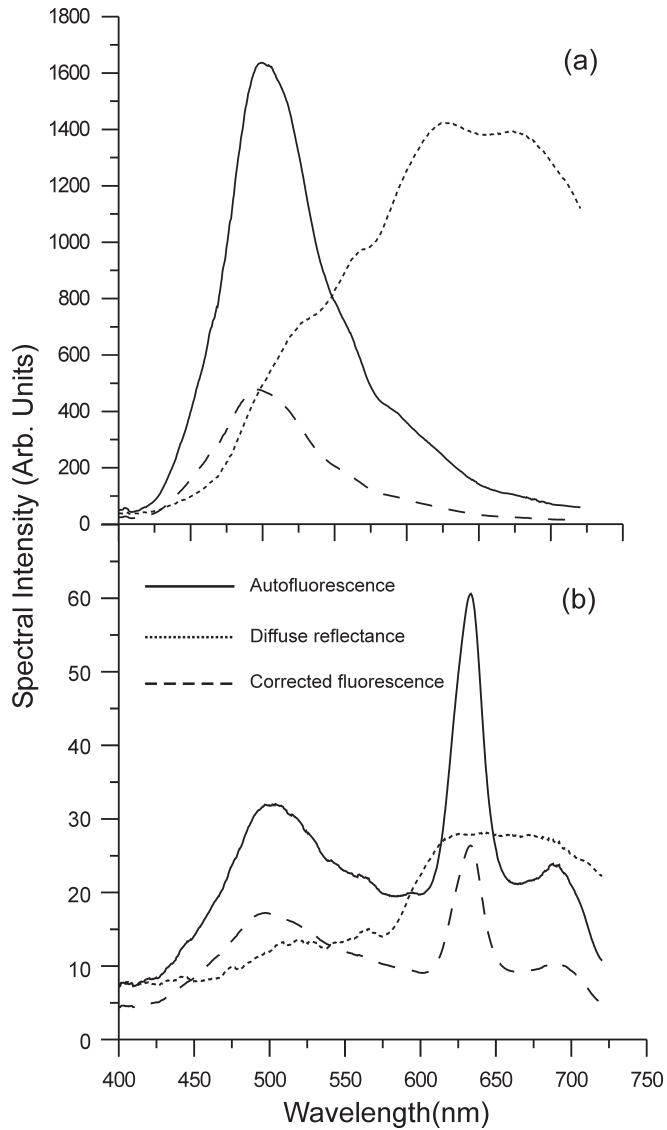 1800
1600
1400
1200
1000
800
600
400
200
0
(a)
Spectral Intensity (Arb. Units)
(b)
Autofluorescence
Diffuse reflectance
Corrected fluorescence
60
50
40
30
20
10
0
400 450 500 550 600 650 700 750
Wavelength(nm)